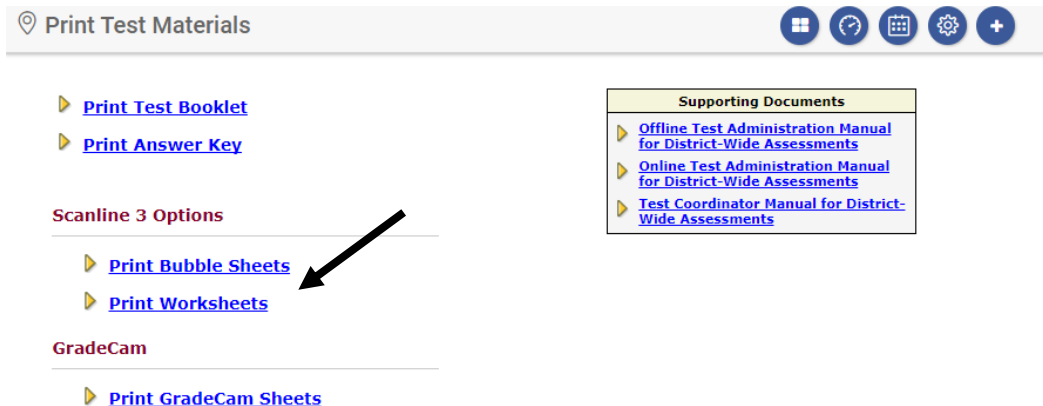 Print Test Materials
Print Test Booklet
Print Answer Key
Scanline 3 Options
Print Bubble Sheets
Print Worksheets
GradeCam
Print GradeCam Sheets
Supporting Documents
Offline Test Administration Manual
for District-Wide Assessments
Online Test Administration Manual
for District-Wide Assessments
Test Coordinator Manual for District-
Wide Assessments